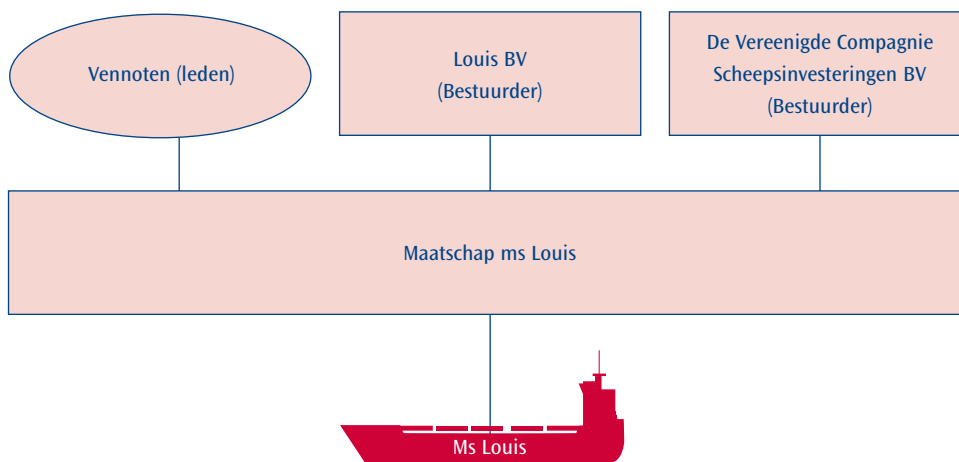 Vennoten (leden)
Louis BV
(Bestuurder)
De Vereenigde Compagnie
Scheepsinvesteringen BV
(Bestuurder)
Maatschap ms Louis
Ms Louis